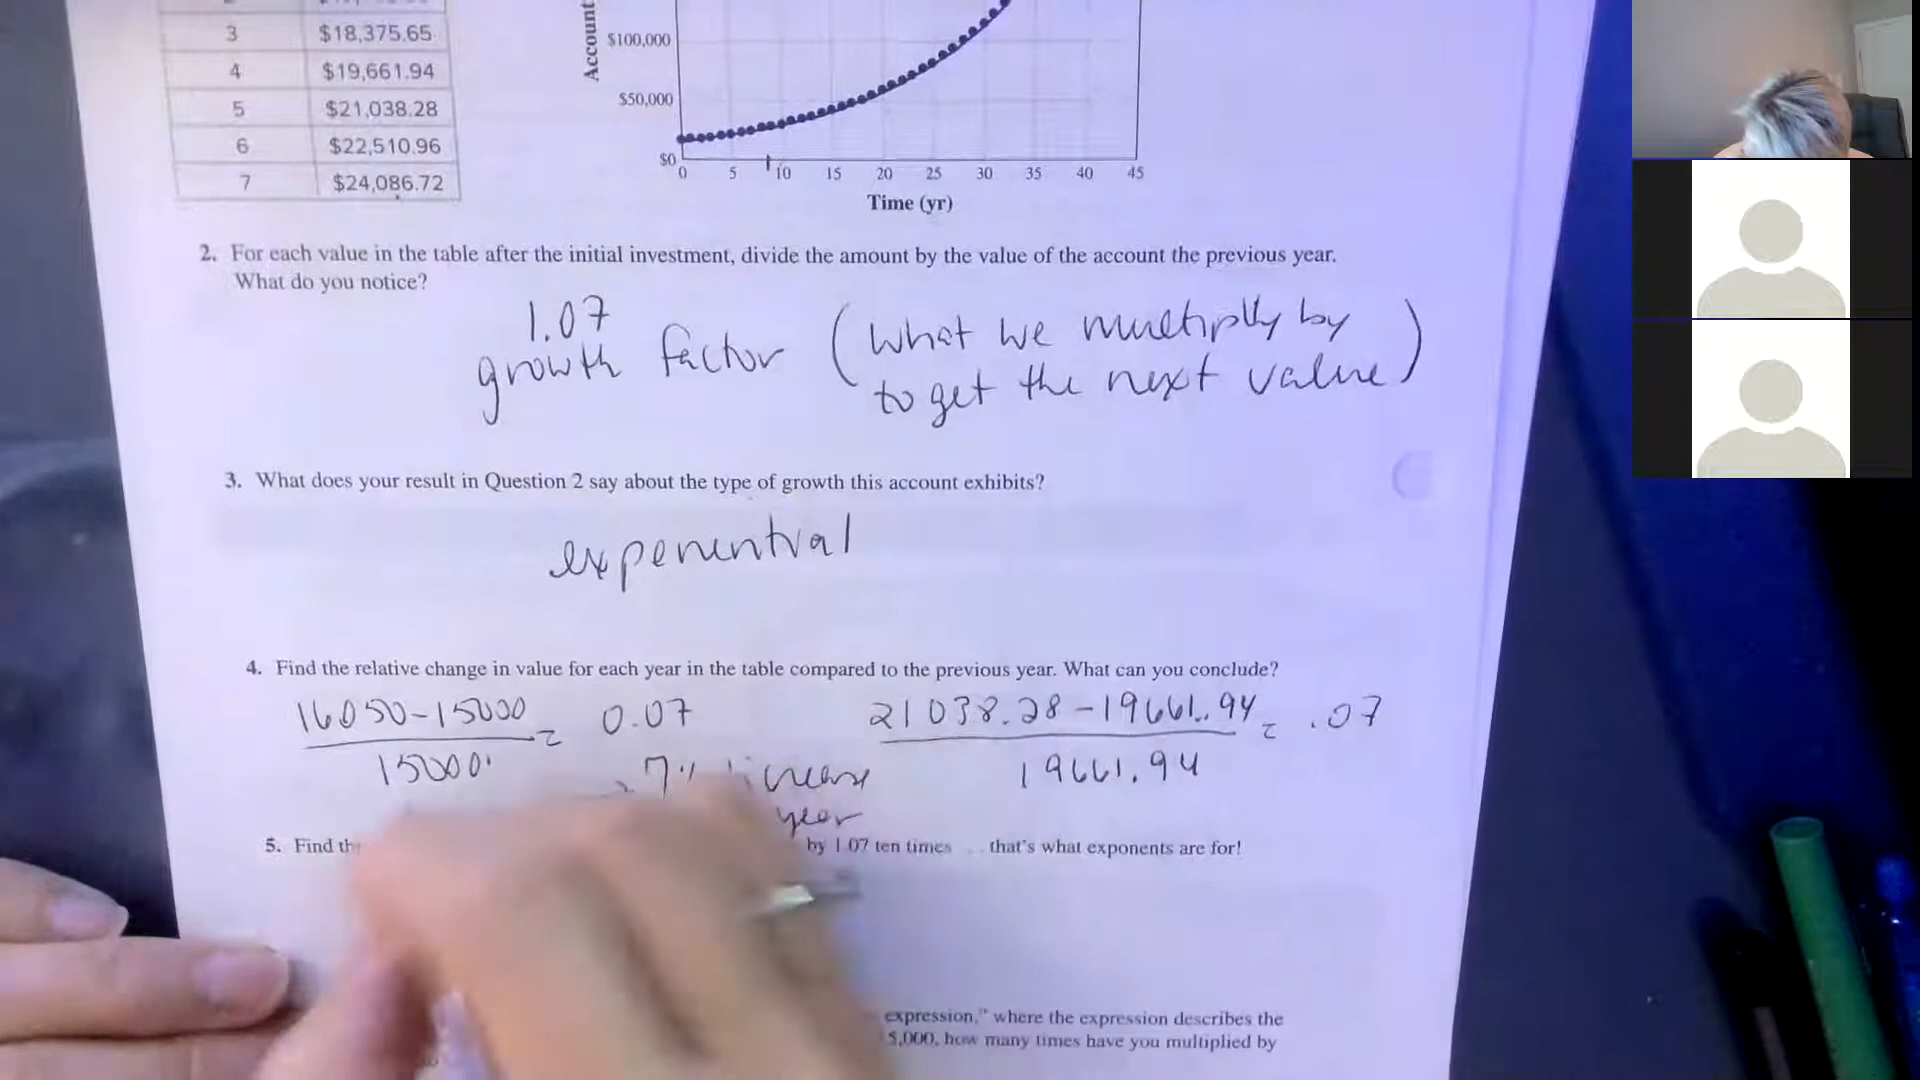 Account
$100,000
$50,000
$0
0 5 10 15 20 25 30 35 40 45
Time (yr)
3 $18,375.65
4 $19,661.94
5 $21,038.28
6 $22,510.96
7 $24,086.72
2. For each value in the table after the initial investment, divide the amount by the value of the account the previous year.
What do you notice?
1.07
growth factor (what we multiply by
to get the next value)
3. What does your result in Question 2 say about the type of growth this account exhibits?
exponential
4. Find the relative change in value for each year in the table compared to the previous year. What can you conclude?
16050-15000 = 0.07
15000
7% increase
year
21038.28-19661.94 = .07
19661.94
5. Find by 1.07 ten times that's what exponents are for!
expression," where the expression describes the
5,000, how many times have you multiplied by